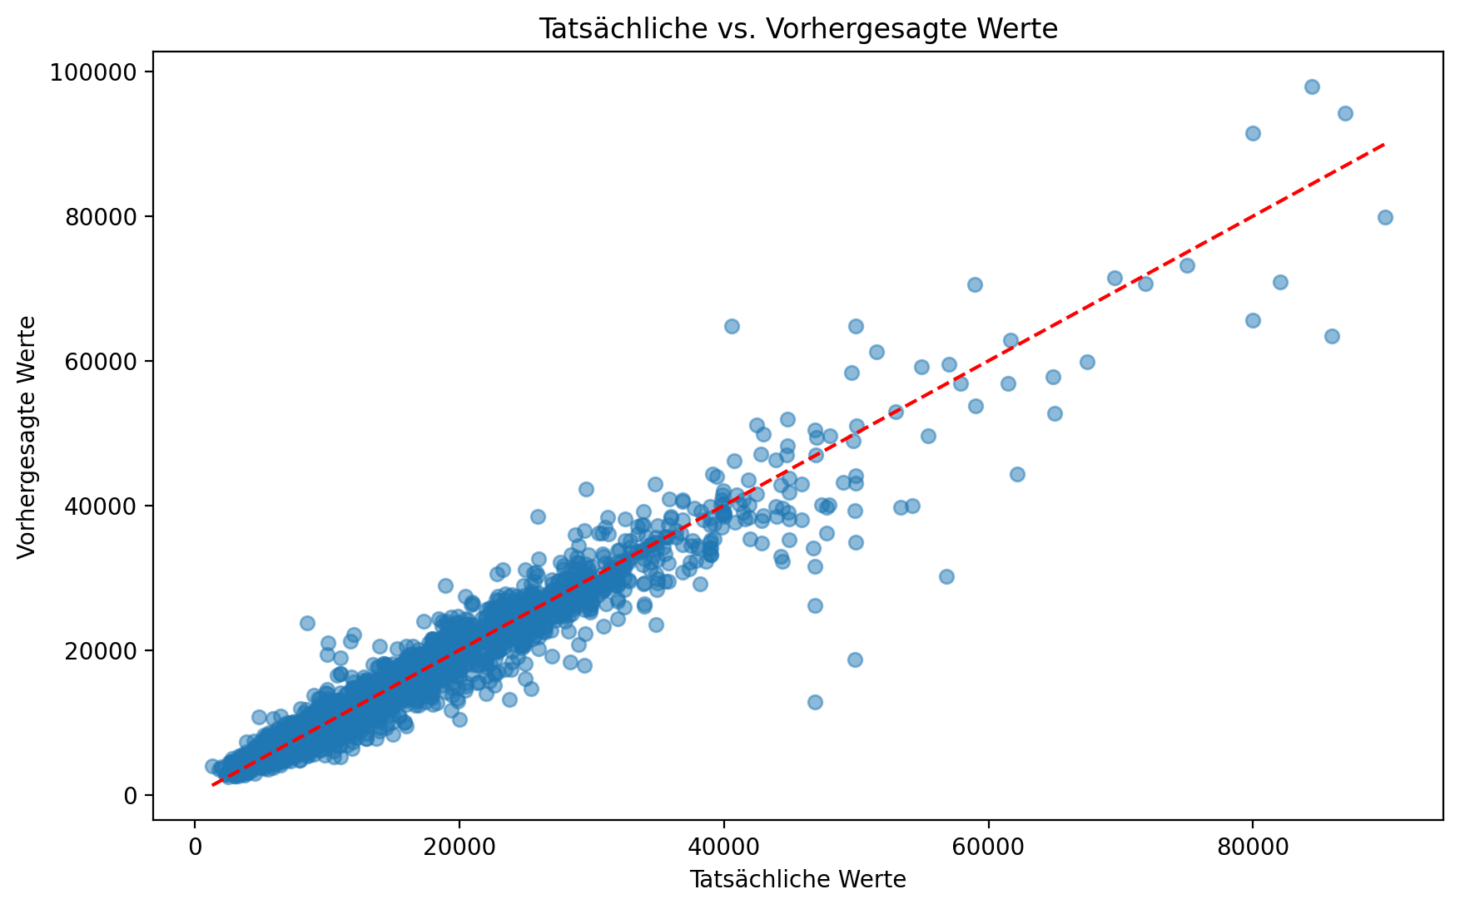 Tatsächliche vs. Vorhergesagte Werte
100000
80000
60000
40000
20000
0
Vorhergesagte Werte
0 20000 40000 60000 80000
Tatsächliche Werte